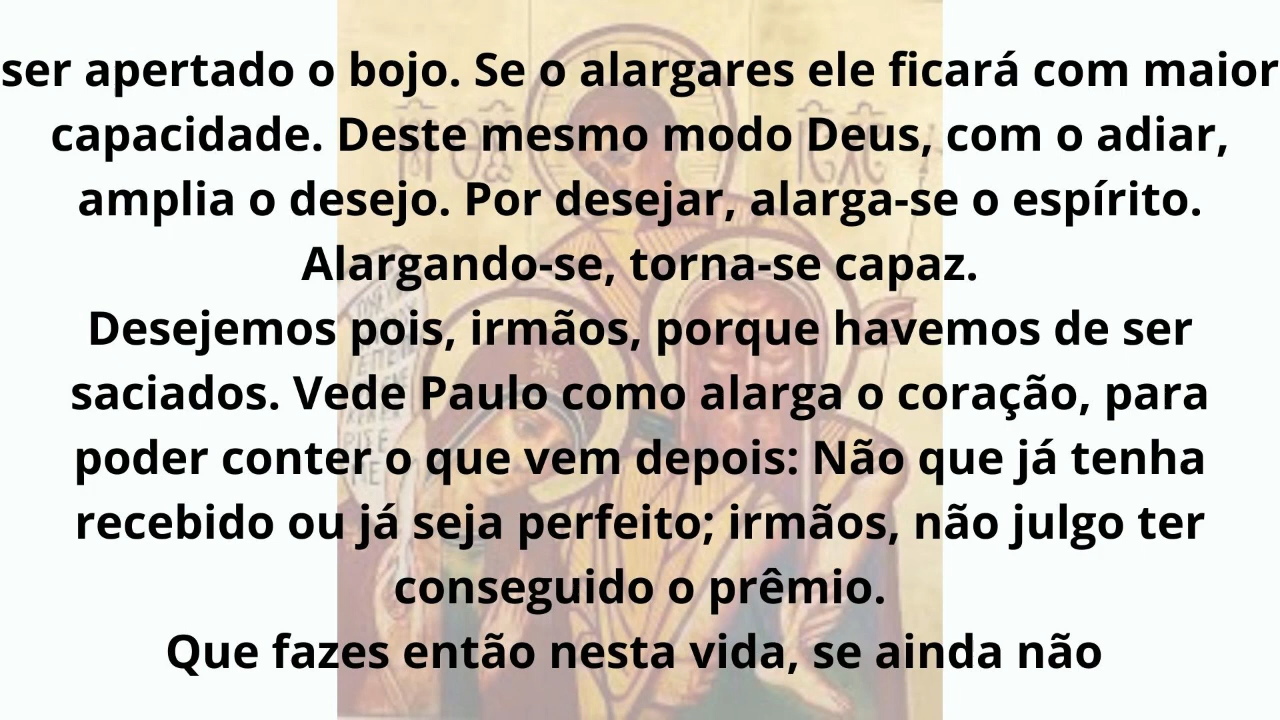 ser apertado o bojo. Se o alargares ele ficará com maior
capacidade. Deste mesmo modo Deus, com o adiar,
amplia o desejo. Por desejar, alarga-se o espírito.
Alargando-se, torna-se capaz.
Desejemos pois, irmãos, porque havemos de ser
saciados. Vede Paulo como alarga o coração, para
poder conter o que vem depois: Não que já tenha
recebido ou já seja perfeito; irmãos, não julgo ter
conseguido o prêmio.
Que fazes então nesta vida, se ainda não